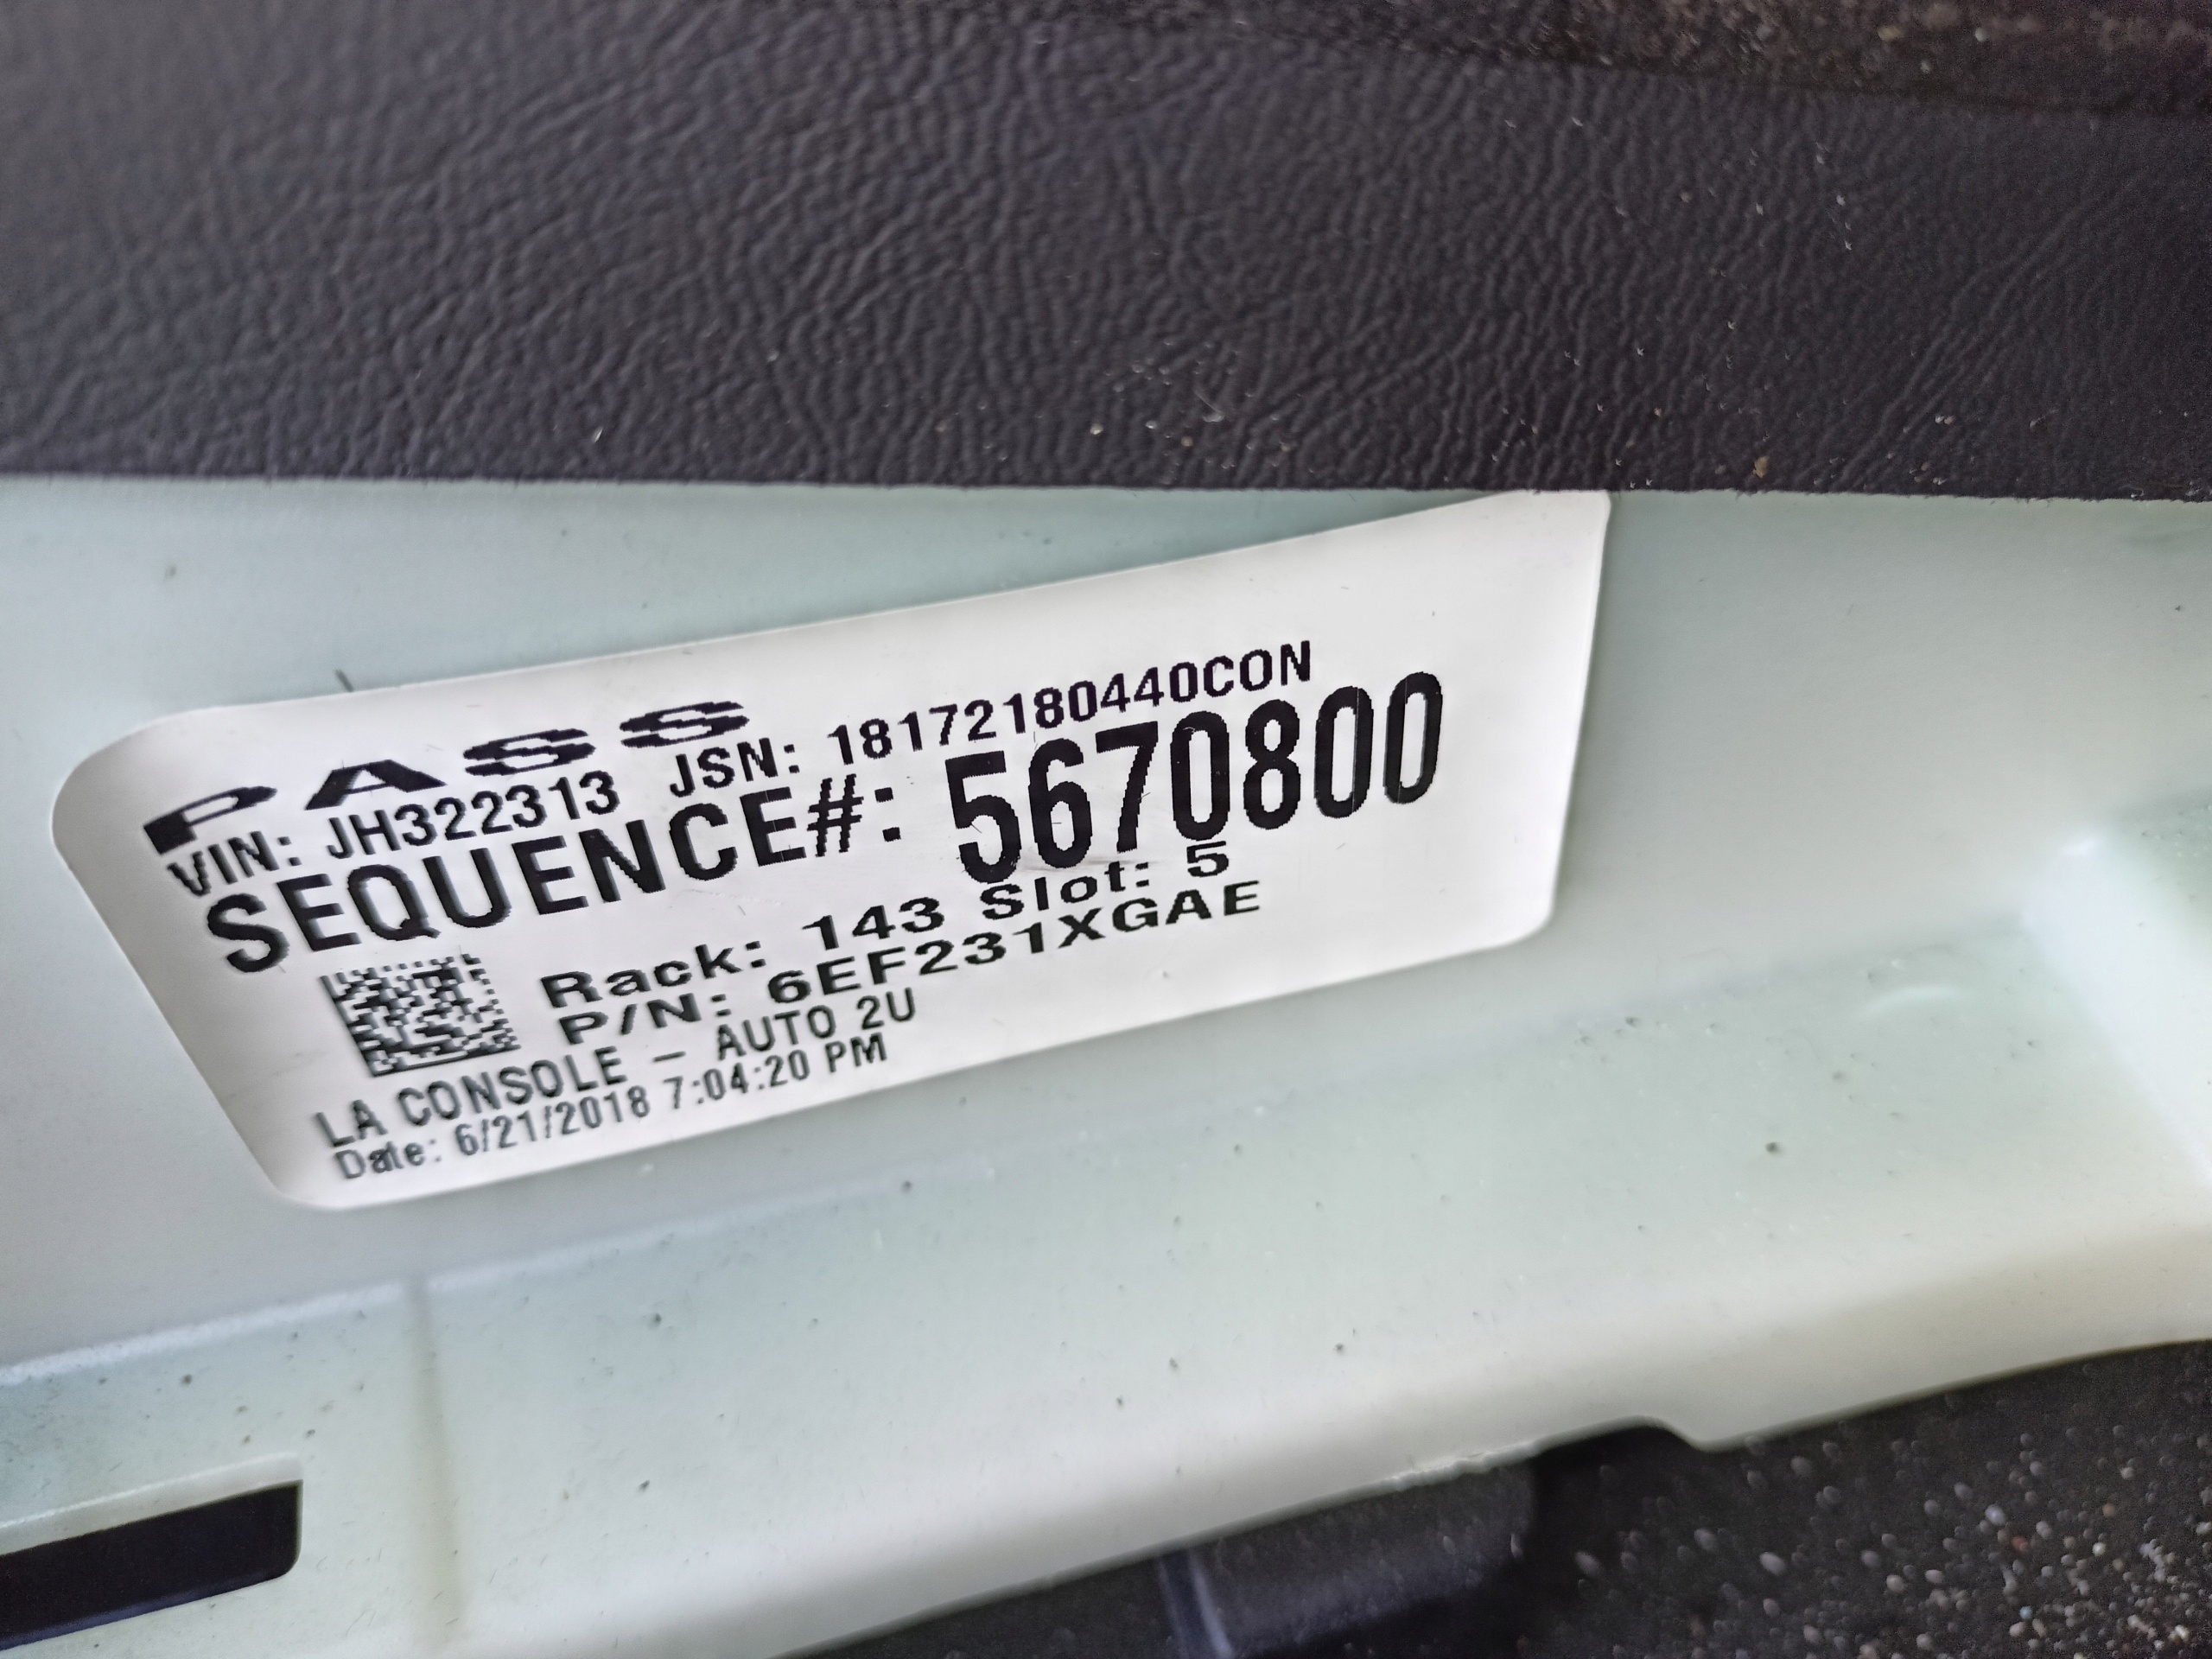 PASS
VIN: JH322313 JSN: 18172180440CON
SEQUENCE#: 5670800
Rack: 143 Slot: 5
P/N: 6EF231XGAE
LA CONSOLE - AUTO 2U
Date: 6/21/2018 7:04:20 PM